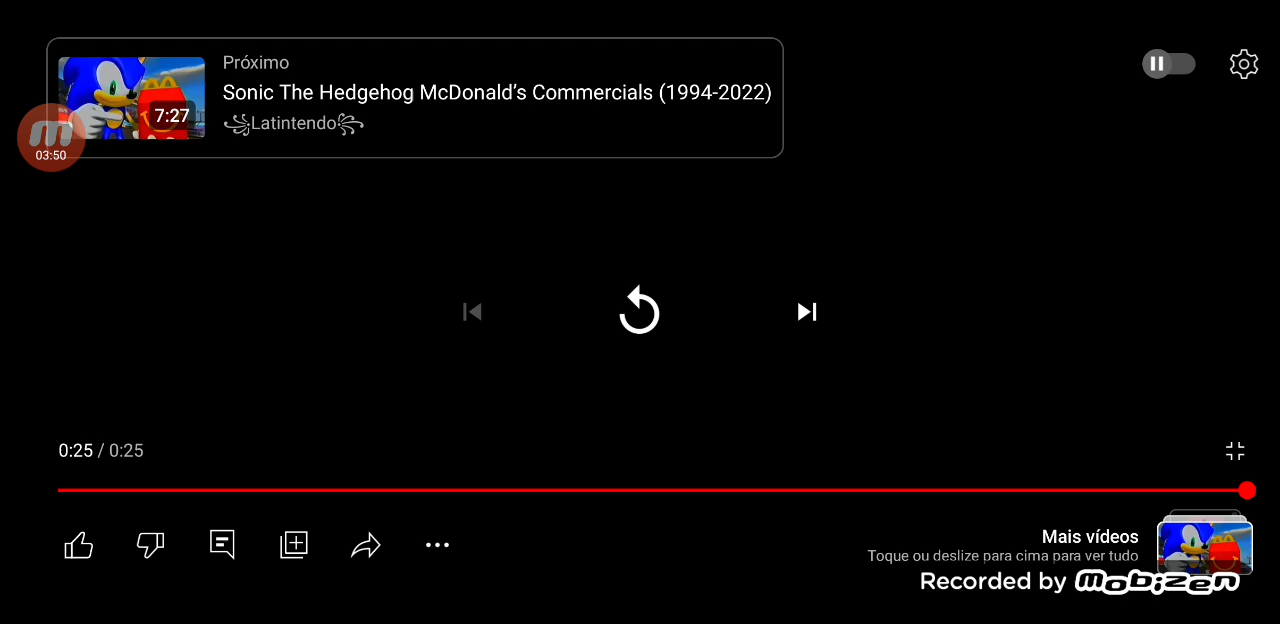 Próximo
Sonic The Hedgehog McDonald’s Commercials (1994-2022)
꧁Latintendo꧂
7:27
03:50
0:25 / 0:25
Mais vídeos
Toque ou deslize para cima para ver tudo
Recorded by mobizen